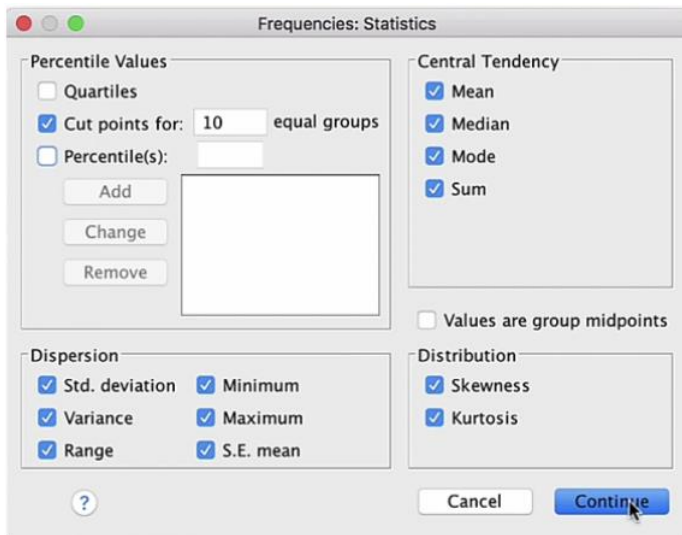 Frequencies: Statistics
Percentile Values
Quartiles
Cut points for: 10 equal groups
Percentile(s):
Add
Change
Remove
Central Tendency
Mean
Median
Mode
Sum
Values are group midpoints
Dispersion
Std. deviation Minimum
Variance Maximum
Range S.E. mean
Distribution
Skewness
Kurtosis
? Cancel Continue